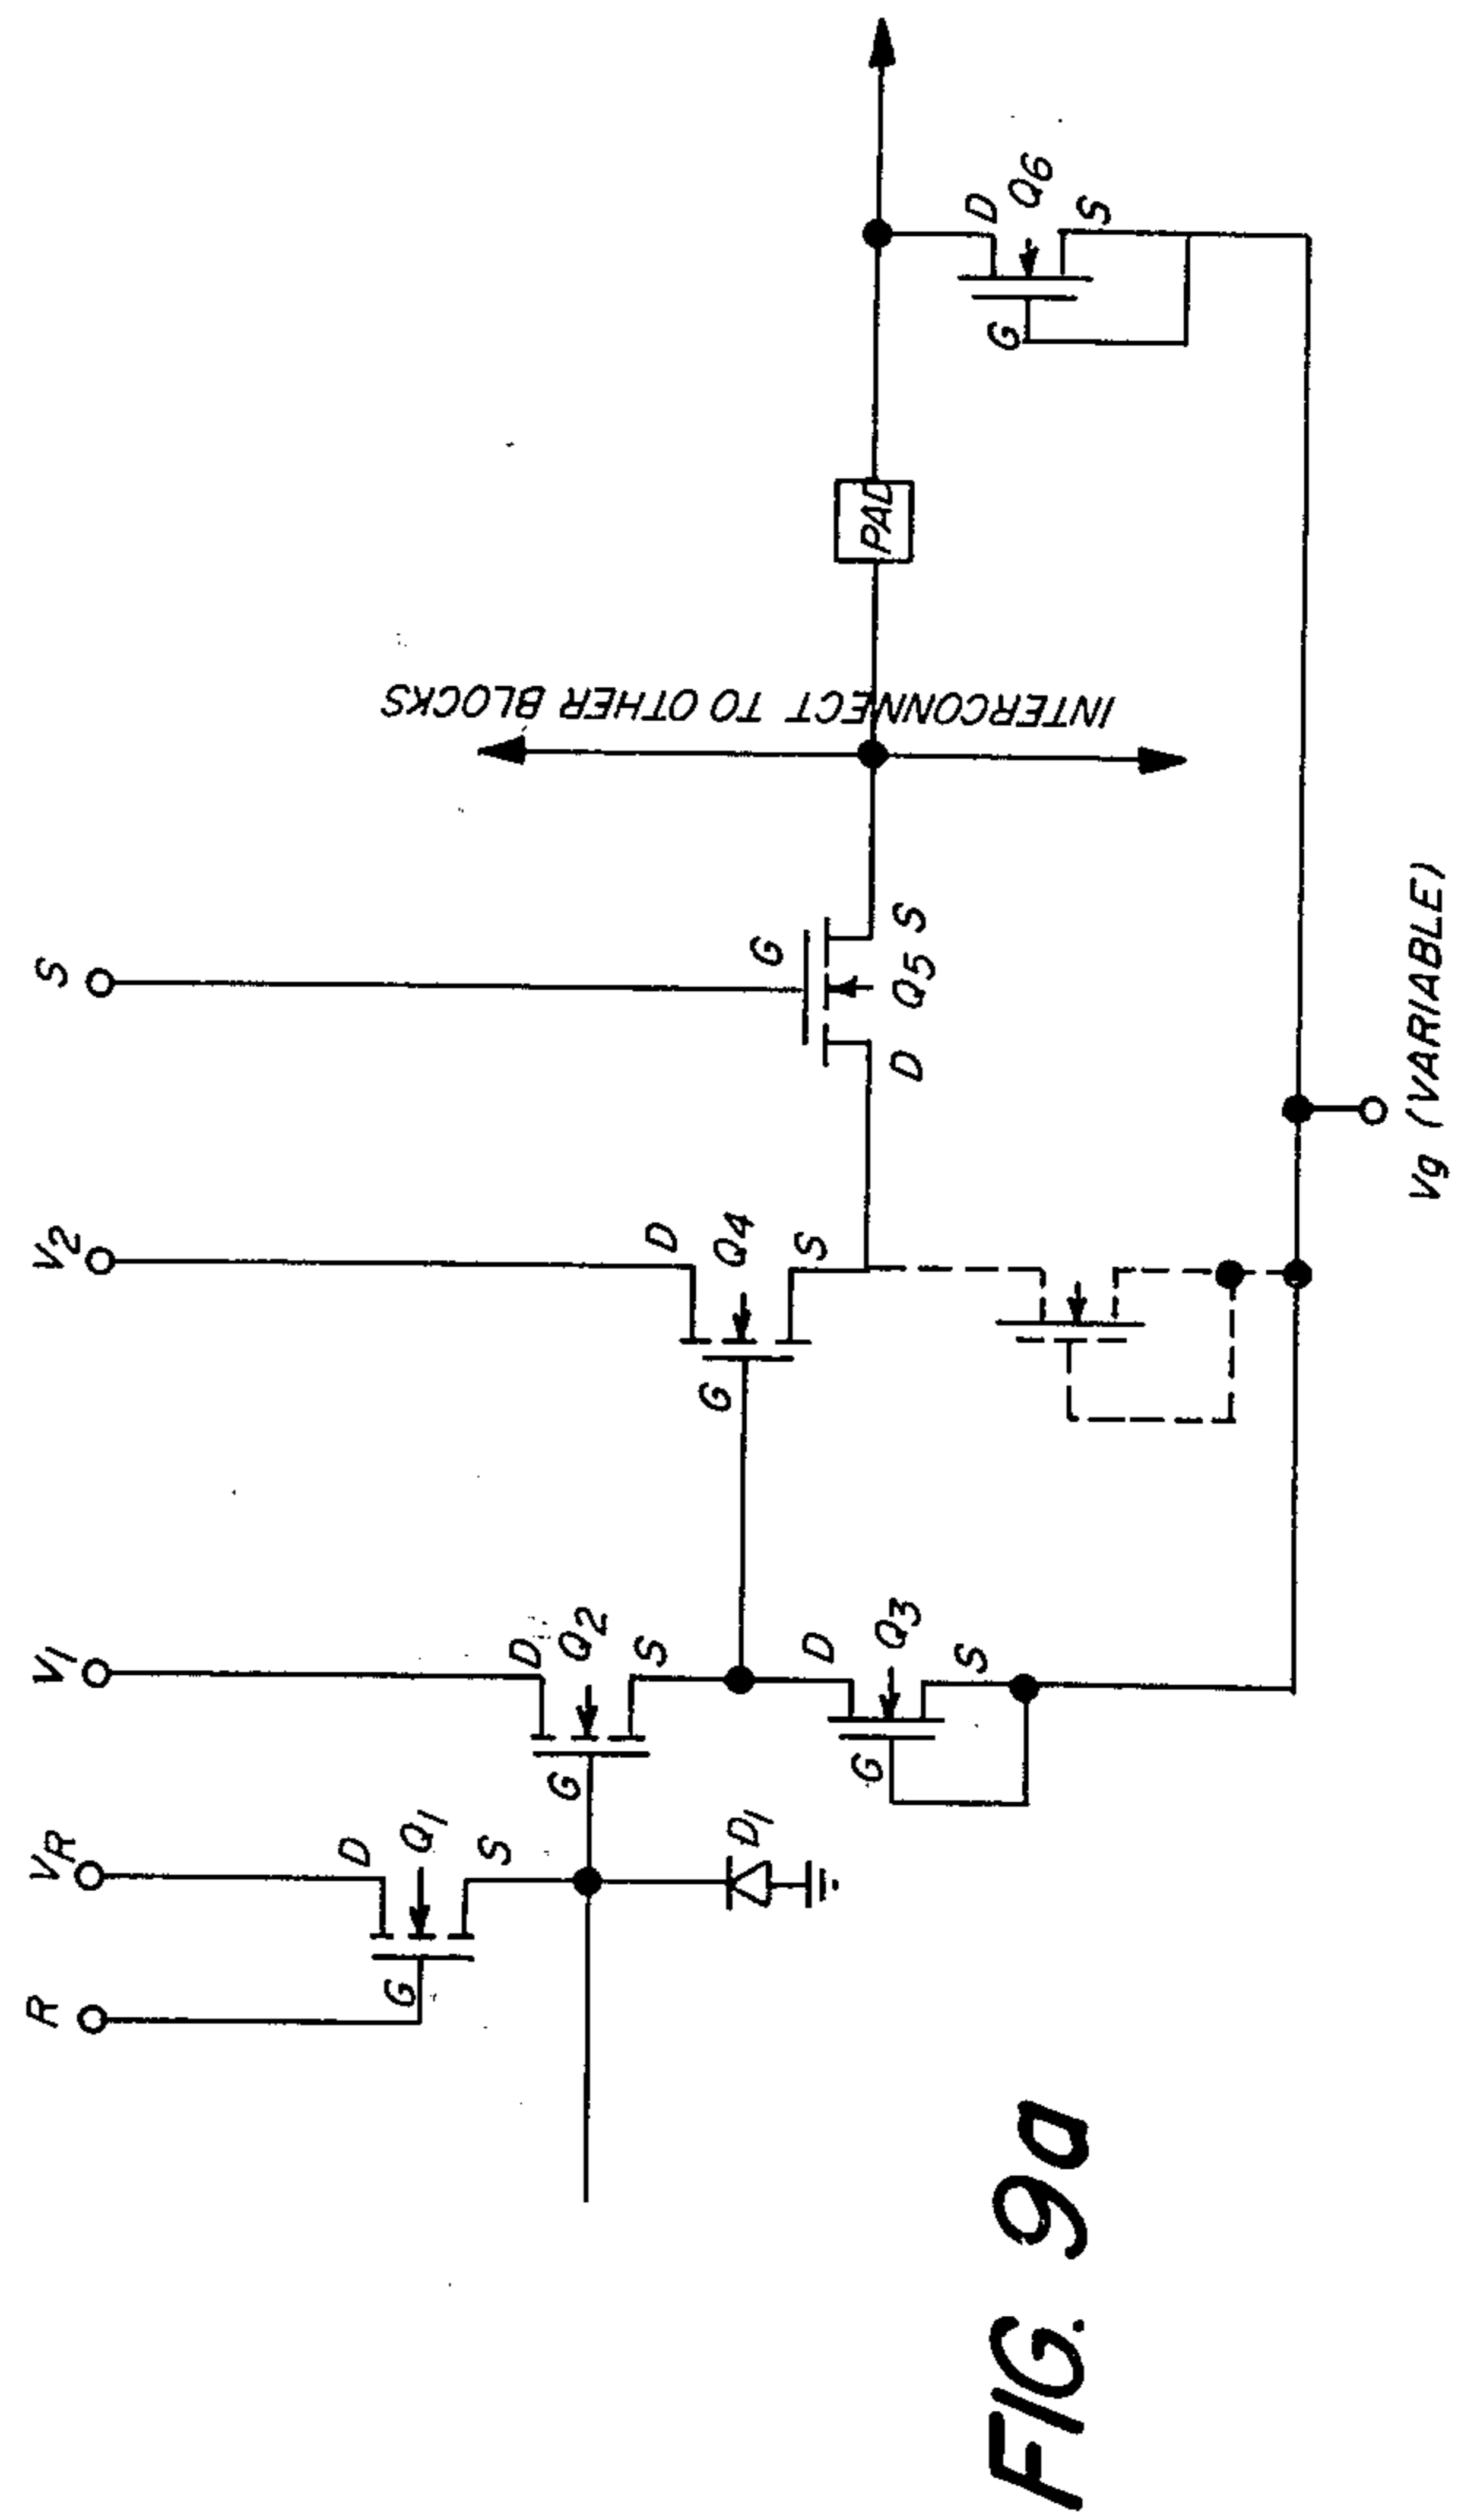 R
VR
V1
V2
S
D
Q1
S
G
D
Q2
S
G
D1
D
Q3
S
G
D
Q4
S
G
G
D
Q5
S
INTERCONNECT TO OTHER BLOCKS
PAD
D
Q6
S
G
Vg (VARIABLE)
FIG. 9a